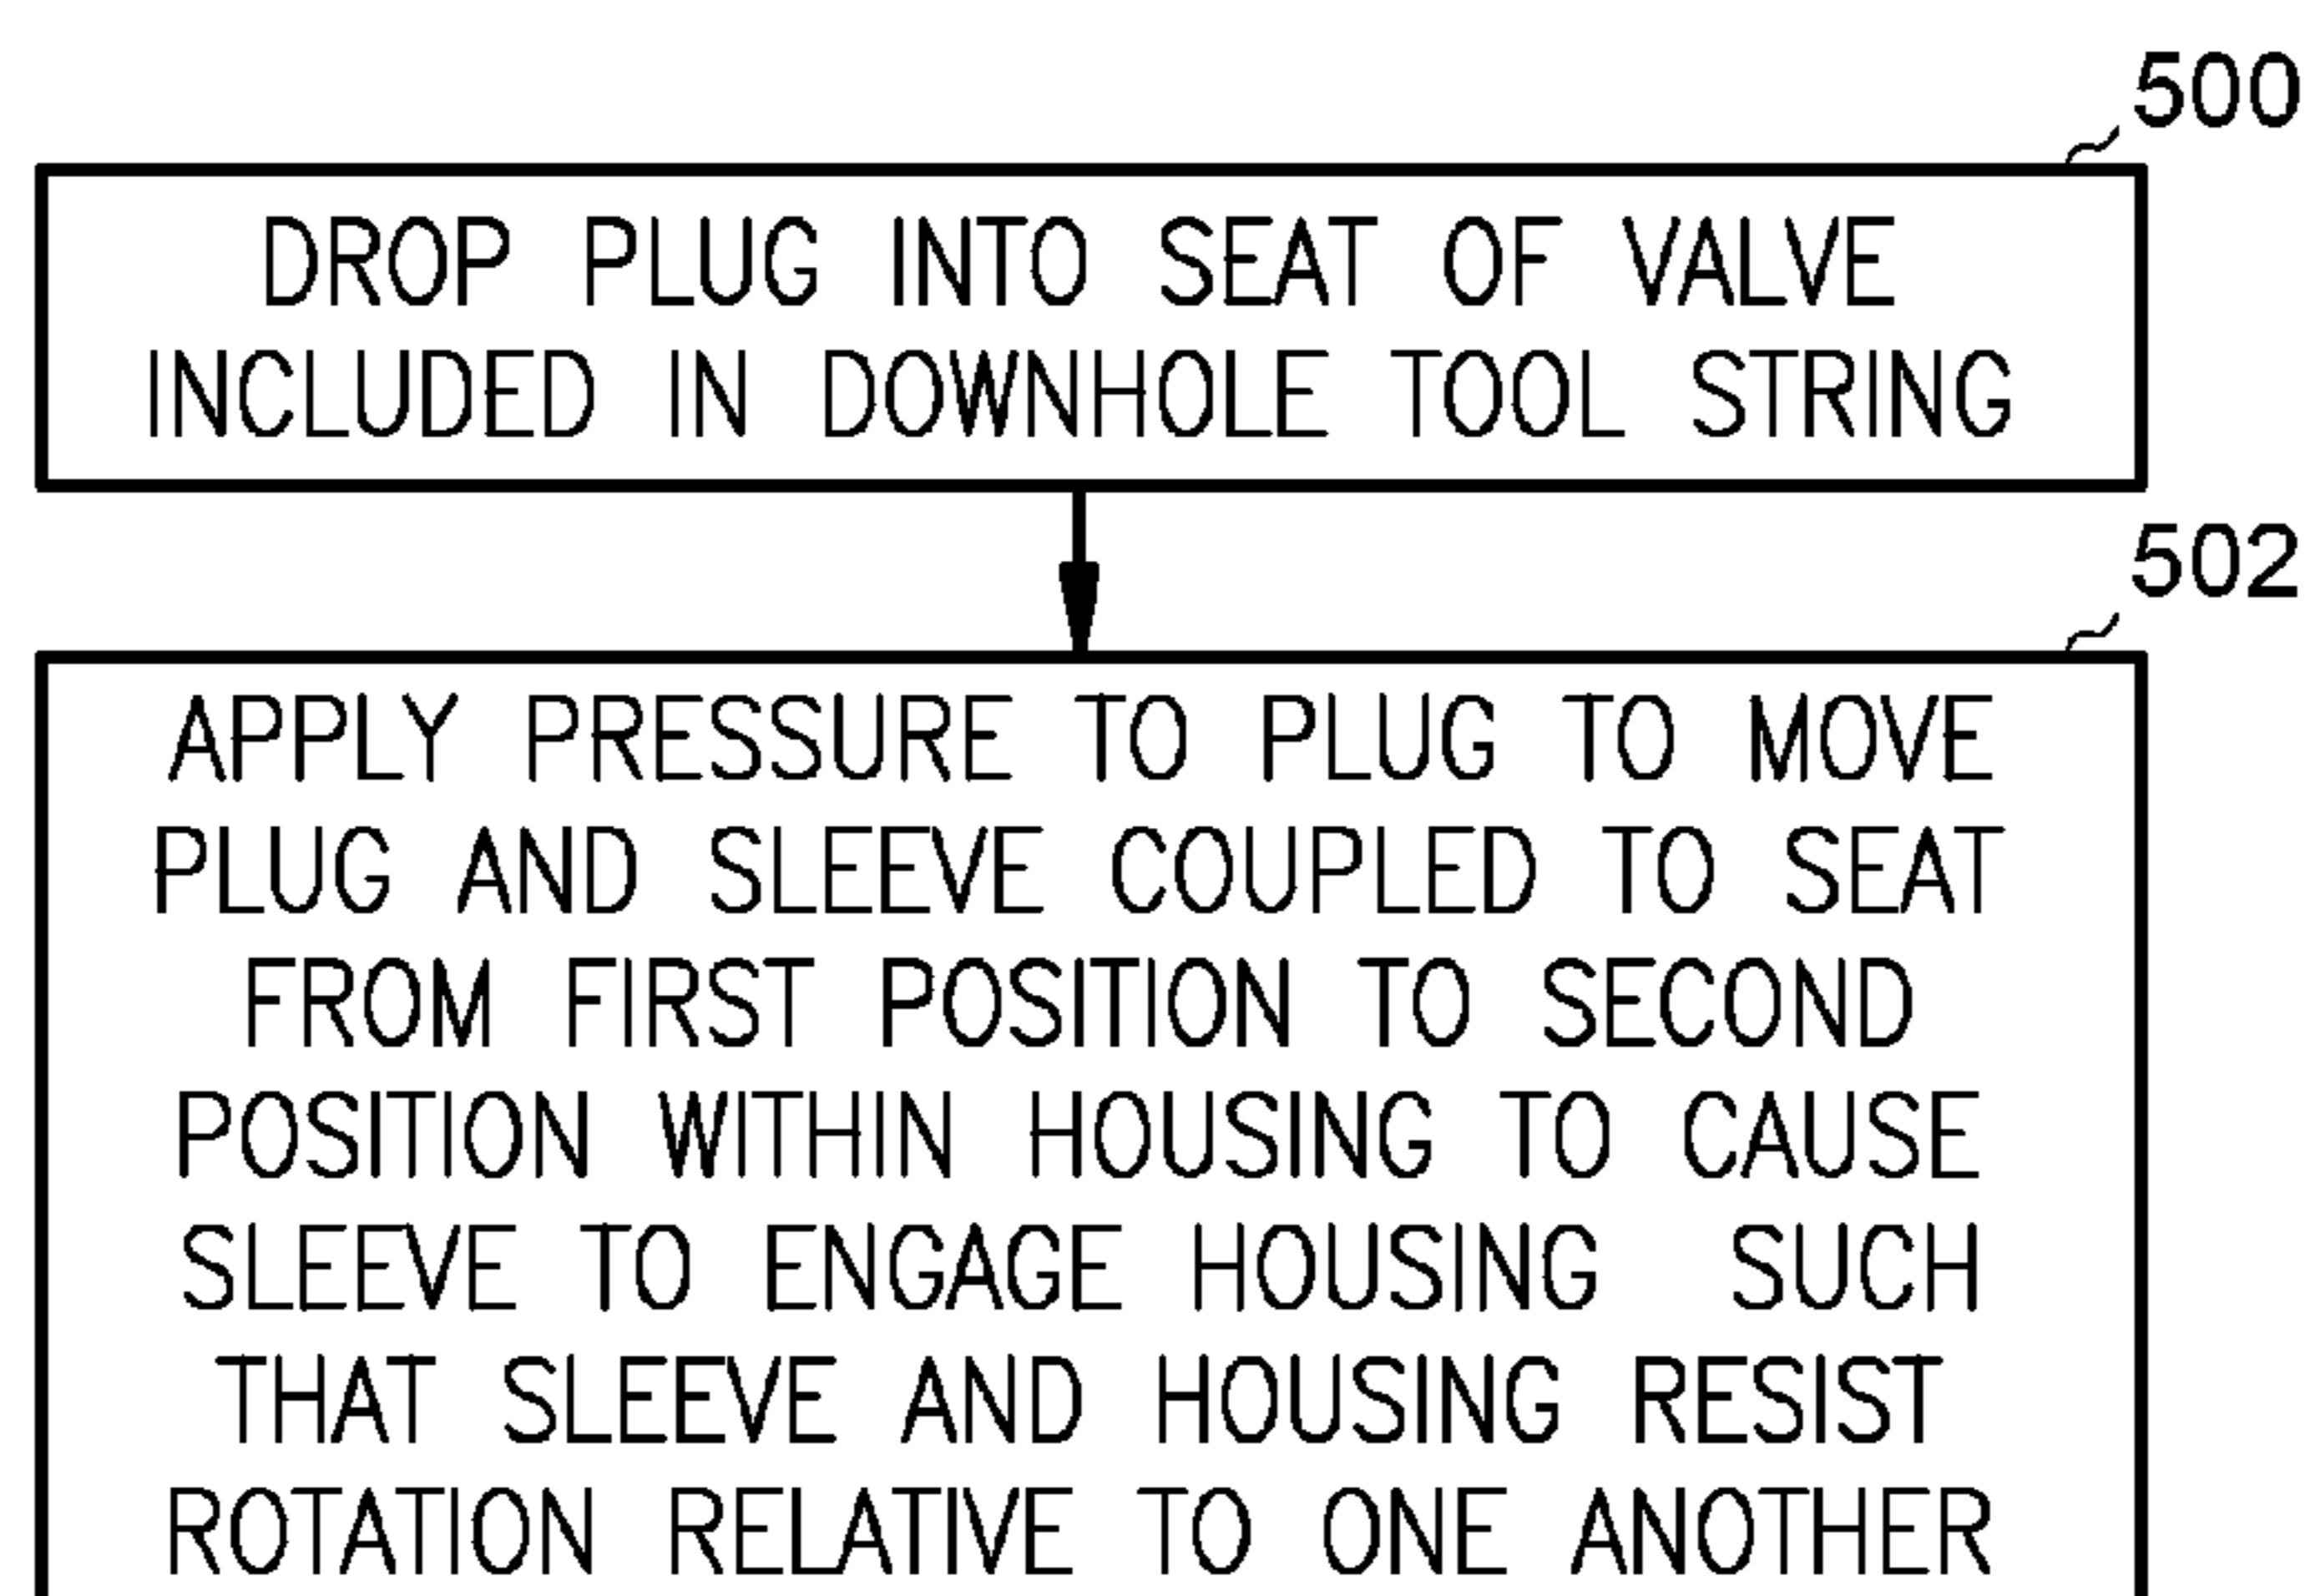 500
DROP PLUG INTO SEAT OF VALVE
INCLUDED IN DOWNHOLE TOOL STRING
502
APPLY PRESSURE TO PLUG TO MOVE
PLUG AND SLEEVE COUPLED TO SEAT
FROM FIRST POSITION TO SECOND
POSITION WITHIN HOUSING TO CAUSE
SLEEVE TO ENGAGE HOUSING SUCH
THAT SLEEVE AND HOUSING RESIST
ROTATION RELATIVE TO ONE ANOTHER